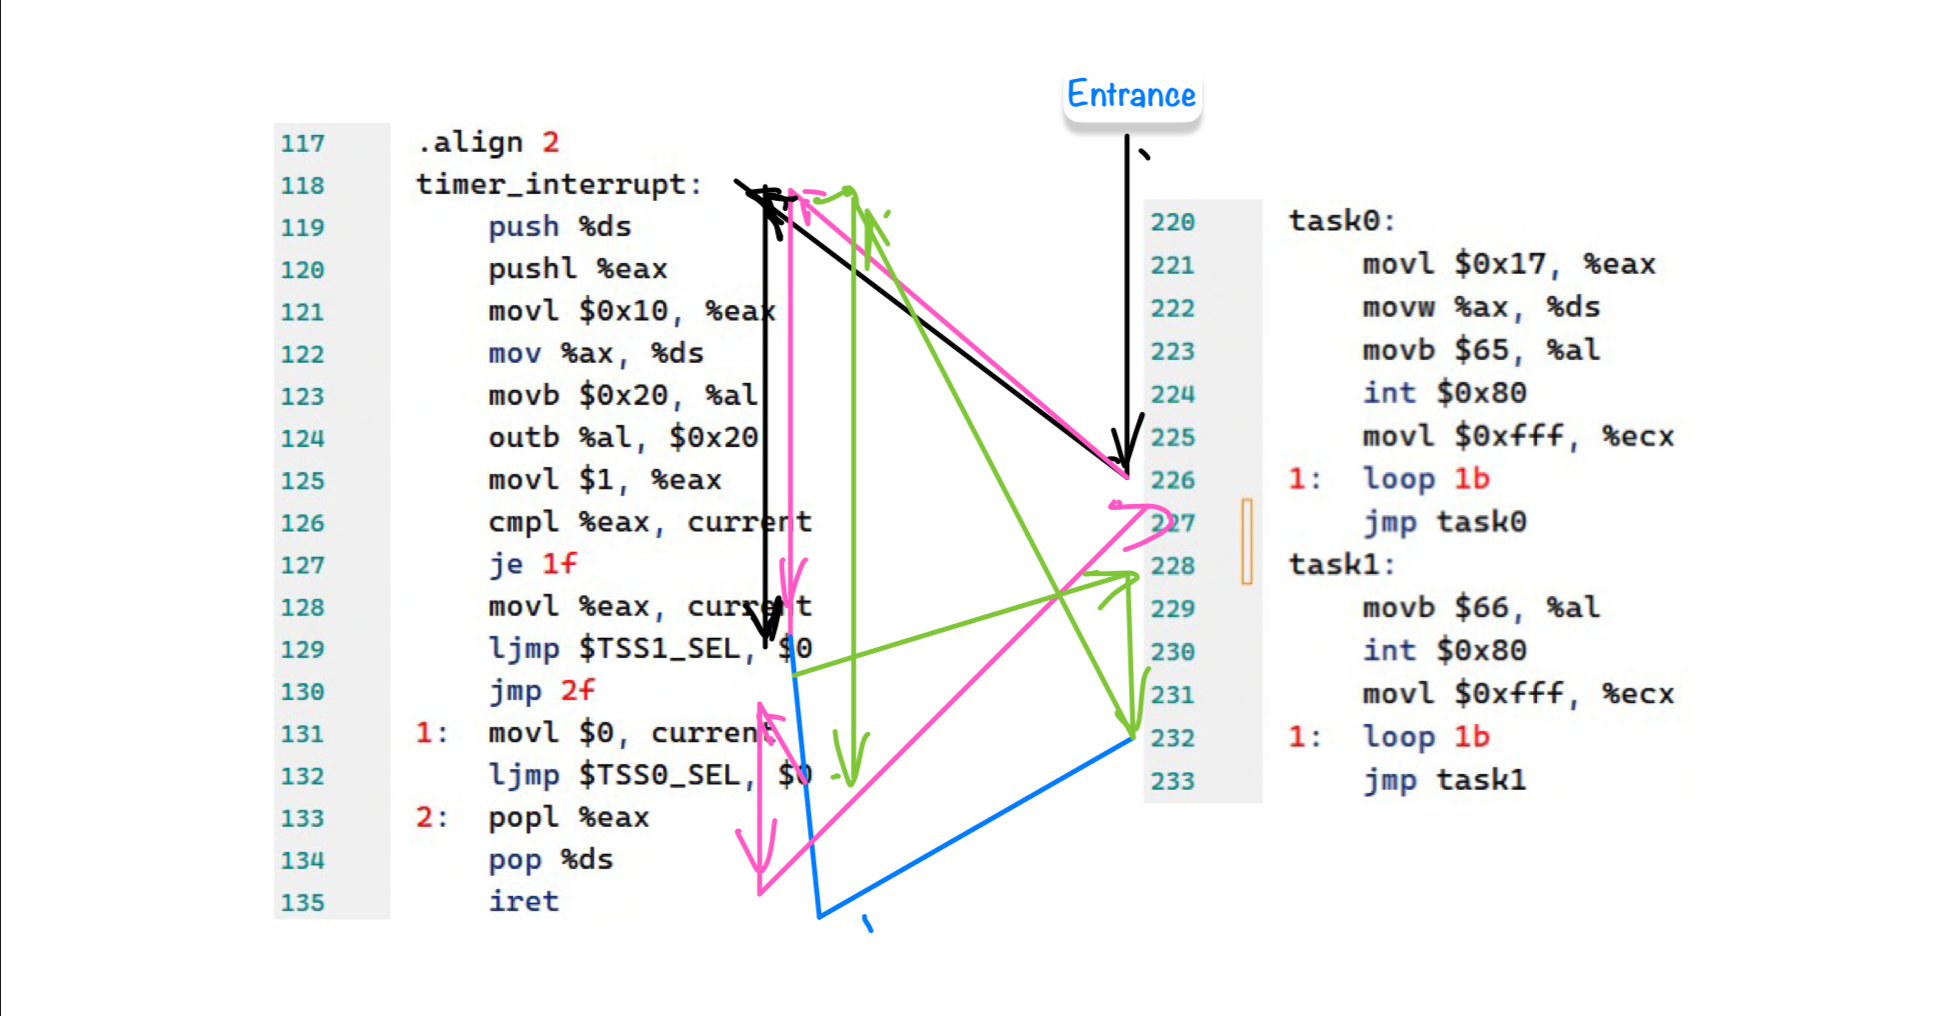 Entrance
117 .align 2
118 timer_interrupt:
119 push %ds
120 pushl %eax
121 movl $0x10, %eax
122 mov %ax, %ds
123 movb $0x20, %al
124 outb %al, $0x20
125 movl $1, %eax
126 cmpl %eax, current
127 je 1f
128 movl %eax, current
129 ljmp $TSS1_SEL, $0
130 jmp 2f
131 1: movl $0, current
132 ljmp $TSS0_SEL, $0
133 2: popl %eax
134 pop %ds
135 iret
220 task0:
221 movl $0x17, %eax
222 movw %ax, %ds
223 movb $65, %al
224 int $0x80
225 movl $0xfff, %ecx
226 1: loop 1b
227 jmp task0
228 task1:
229 movb $66, %al
230 int $0x80
231 movl $0xfff, %ecx
232 1: loop 1b
233 jmp task1